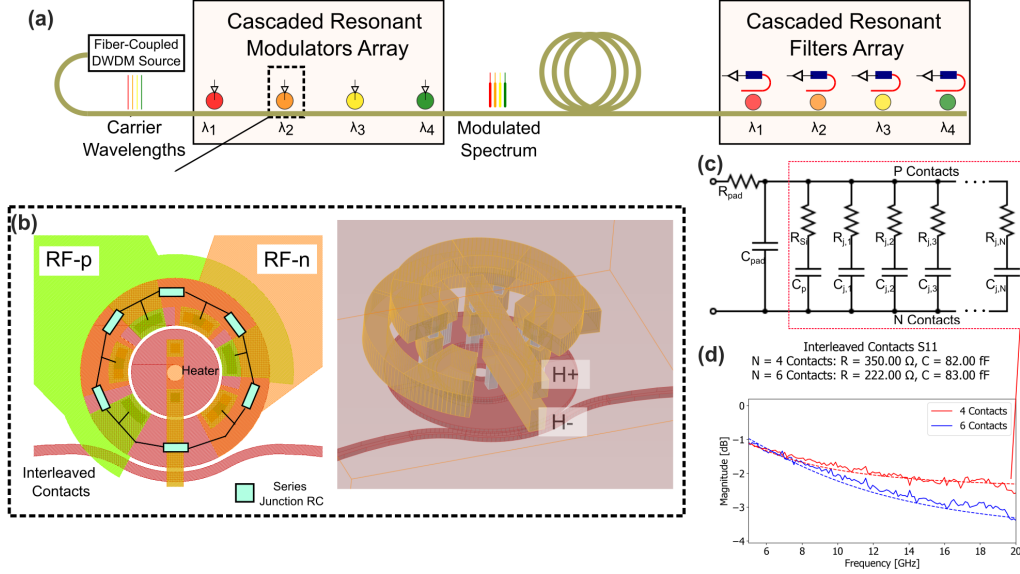 (a)
Fiber-Coupled
DWDM Source
Carrier
Wavelengths
Cascaded Resonant
Modulators Array
λ1
λ2
λ3
λ4
Modulated
Spectrum
Cascaded Resonant
Filters Array
λ1
λ2
λ3
λ4
(b)
RF-p
RF-n
Heater
Interleaved
Contacts
Series
Junction RC
H+
H-
(c)
P Contacts
Rpad
Cpad
RSi
Rj,1
Rj,2
Rj,3
Rj,N
Cp
Cj,1
Cj,2
Cj,3
Cj,N
N Contacts
(d)
Interleaved Contacts S11
N = 4 Contacts: R = 350.00 Ω, C = 82.00 fF
N = 6 Contacts: R = 222.00 Ω, C = 83.00 fF
4 Contacts
6 Contacts
Magnitude [dB]
0
−1
−2
−3
−4
6 8 10 12 14 16 18 20
Frequency [GHz]